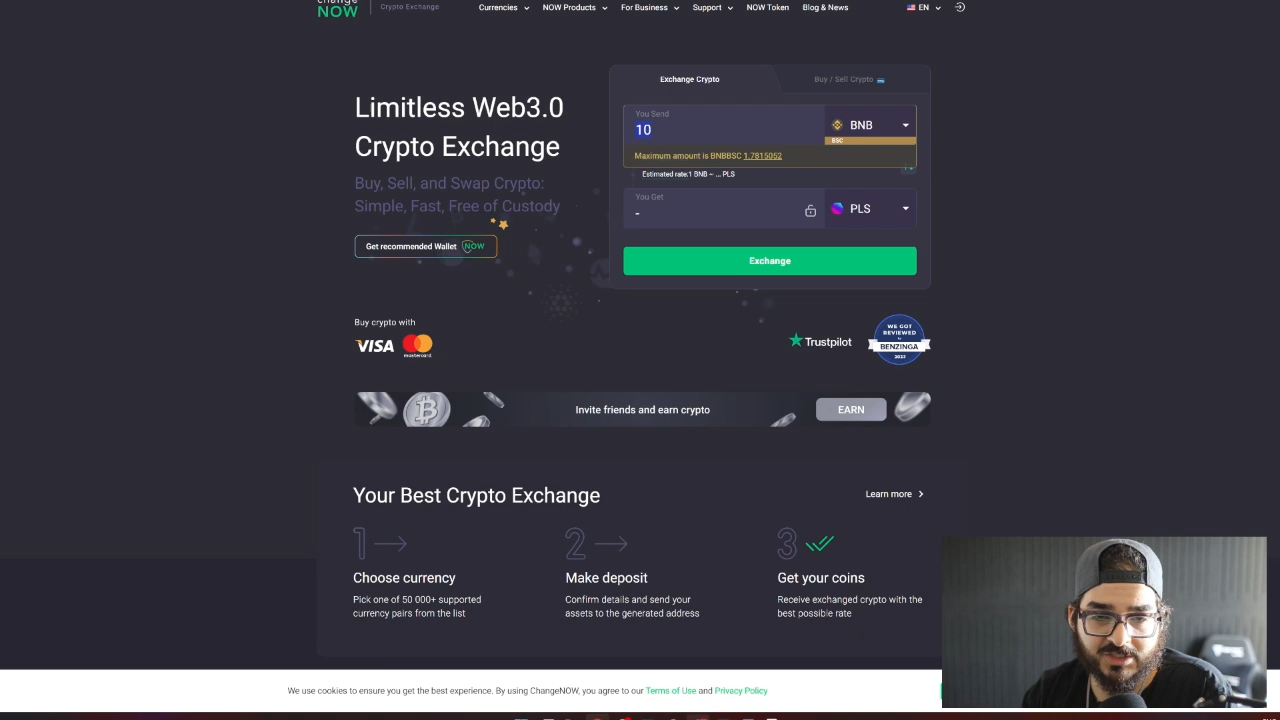 change
NOW
Crypto Exchange
Currencies
NOW Products
For Business
Support
NOW Token
Blog & News
EN
Limitless Web3.0
Crypto Exchange
Buy, Sell, and Swap Crypto:
Simple, Fast, Free of Custody
Get recommended Wallet NOW
Exchange Crypto
Buy / Sell Crypto
You Send
10
BNB
BSC
Maximum amount is BNBBSC 1.7815052
Estimated rate:1 BNB ~ ... PLS
You Get
-
PLS
Exchange
Buy crypto with
VISA
mastercard
Trustpilot
WE GOT
REVIEWED
BENZINGA
Invite friends and earn crypto
EARN
Your Best Crypto Exchange
Learn more
1
2
3
Choose currency
Make deposit
Get your coins
Pick one of 50 000+ supported
currency pairs from the list
Confirm details and send your
assets to the generated address
Receive exchanged crypto with the
best possible rate
We use cookies to ensure you get the best experience. By using ChangeNOW, you agree to our Terms of Use and Privacy Policy